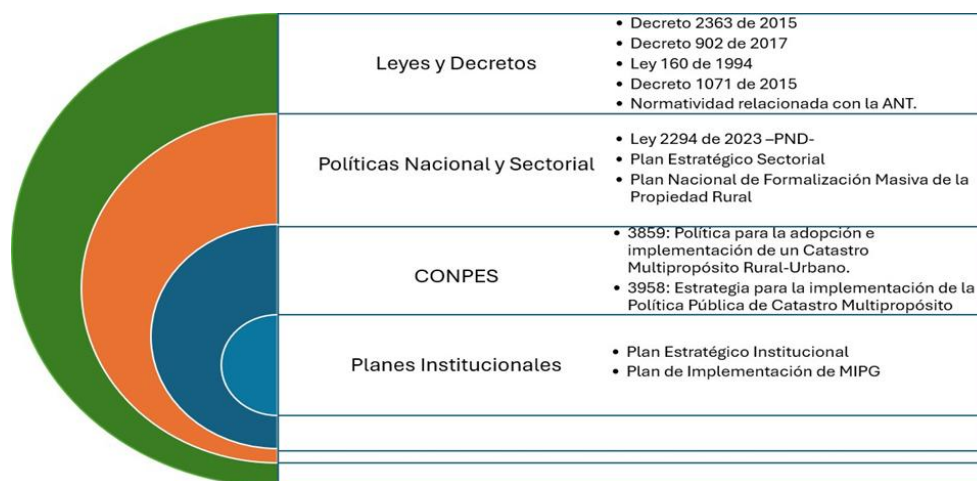 Leyes y Decretos
• Decreto 2363 de 2015
• Decreto 902 de 2017
• Ley 160 de 1994
• Decreto 1071 de 2015
• Normatividad relacionada con la ANT.
Políticas Nacional y Sectorial
• Ley 2294 de 2023 –PND-
• Plan Estratégico Sectorial
• Plan Nacional de Formalización Masiva de la
Propiedad Rural
CONPES
• 3859: Política para la adopción e
implementación de un Catastro
Multipropósito Rural-Urbano.
• 3958: Estrategia para la implementación de la
Política Pública de Catastro Multipropósito
Planes Institucionales
• Plan Estratégico Institucional
• Plan de Implementación de MIPG